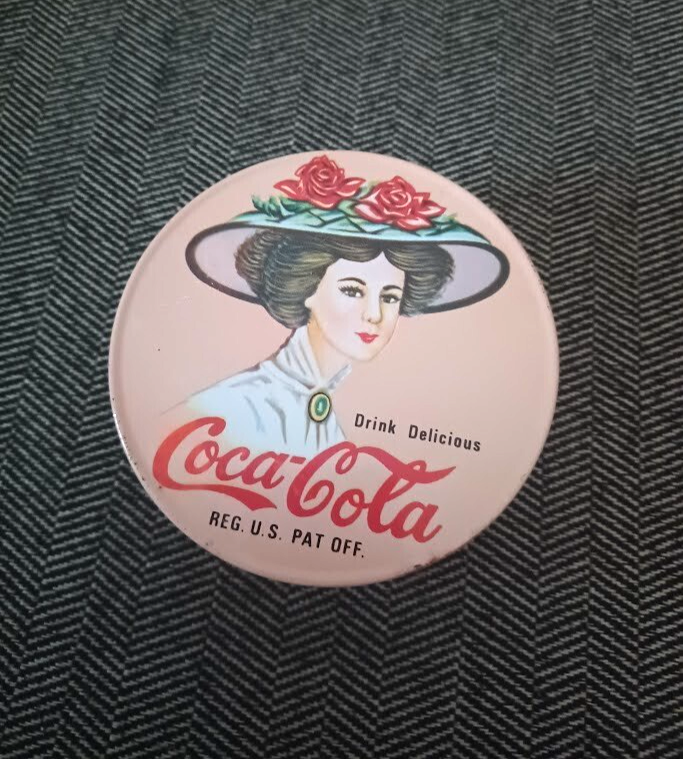 Drink Delicious
Coca-Cola
REG. U.S. PAT OFF.